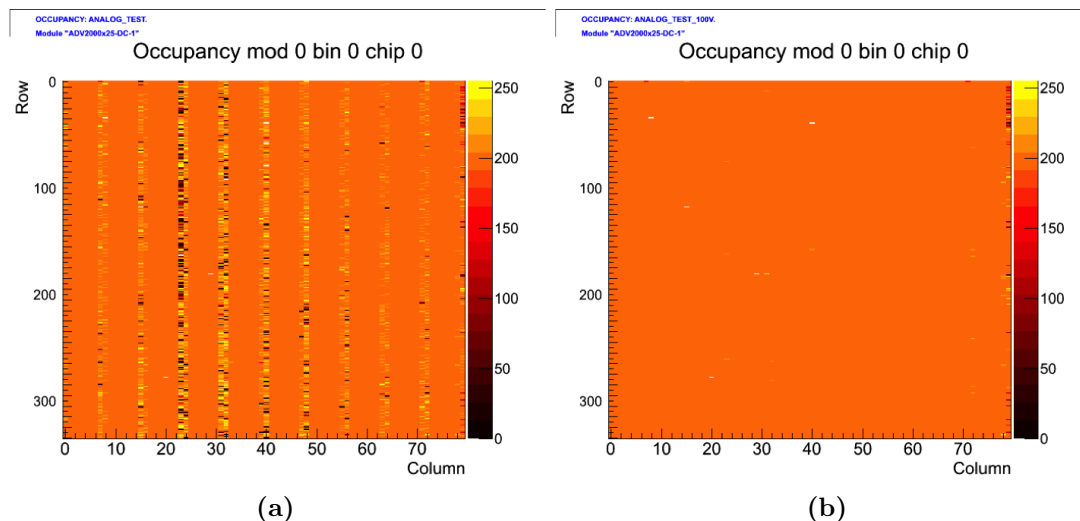 OCCUPANCY: ANALOG_TEST.
Module "ADV2000x25-DC-1"
Occupancy mod 0 bin 0 chip 0
Row
0
100
200
300
0 10 20 30 40 50 60 70
Column
250
200
150
100
50
0
(a)
OCCUPANCY: ANALOG_TEST_100V.
Module "ADV2000x25-DC-1"
Occupancy mod 0 bin 0 chip 0
Row
0
100
200
300
0 10 20 30 40 50 60 70
Column
250
200
150
100
50
0
(b)